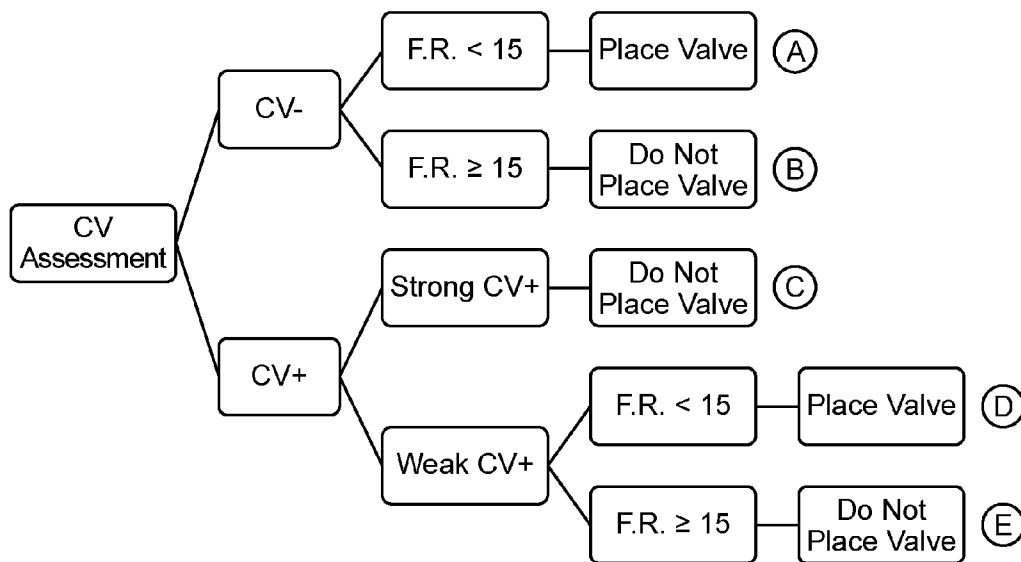 F.R. < 15
Place Valve
A
CV-
F.R. ≥ 15
Do Not
Place Valve
B
CV
Assessment
Strong CV+
Do Not
Place Valve
C
CV+
F.R. < 15
Place Valve
D
Weak CV+
F.R. ≥ 15
Do Not
Place Valve
E